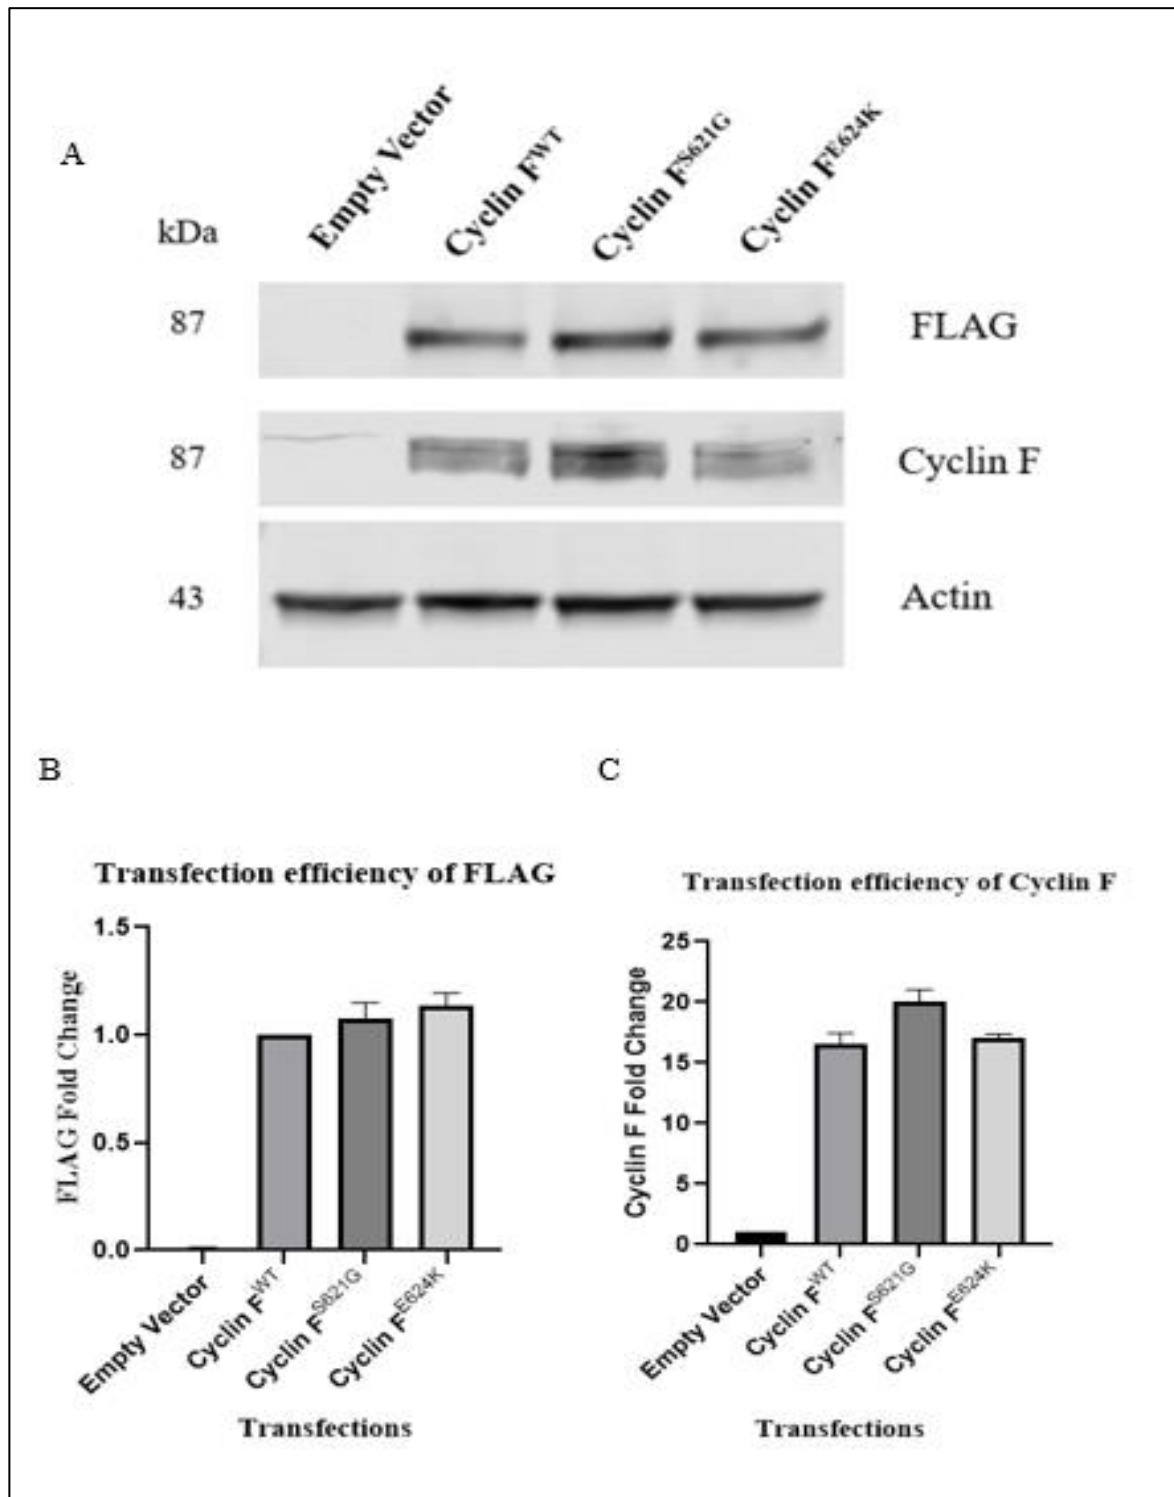 A
kDa
Empty Vector
Cyclin F^WT
Cyclin F^S621G
Cyclin F^E624K
87
FLAG
87
Cyclin F
43
Actin
B
Transfection efficiency of FLAG
FLAG Fold Change
1.5
1.0
0.5
0.0
Empty Vector
Cyclin F^WT
Cyclin F^S621G
Cyclin F^E624K
Transfections
C
Transfection efficiency of Cyclin F
Cyclin F Fold Change
25
20
15
10
5
0
Empty Vector
Cyclin F^WT
Cyclin F^S621G
Cyclin F^E624K
Transfections